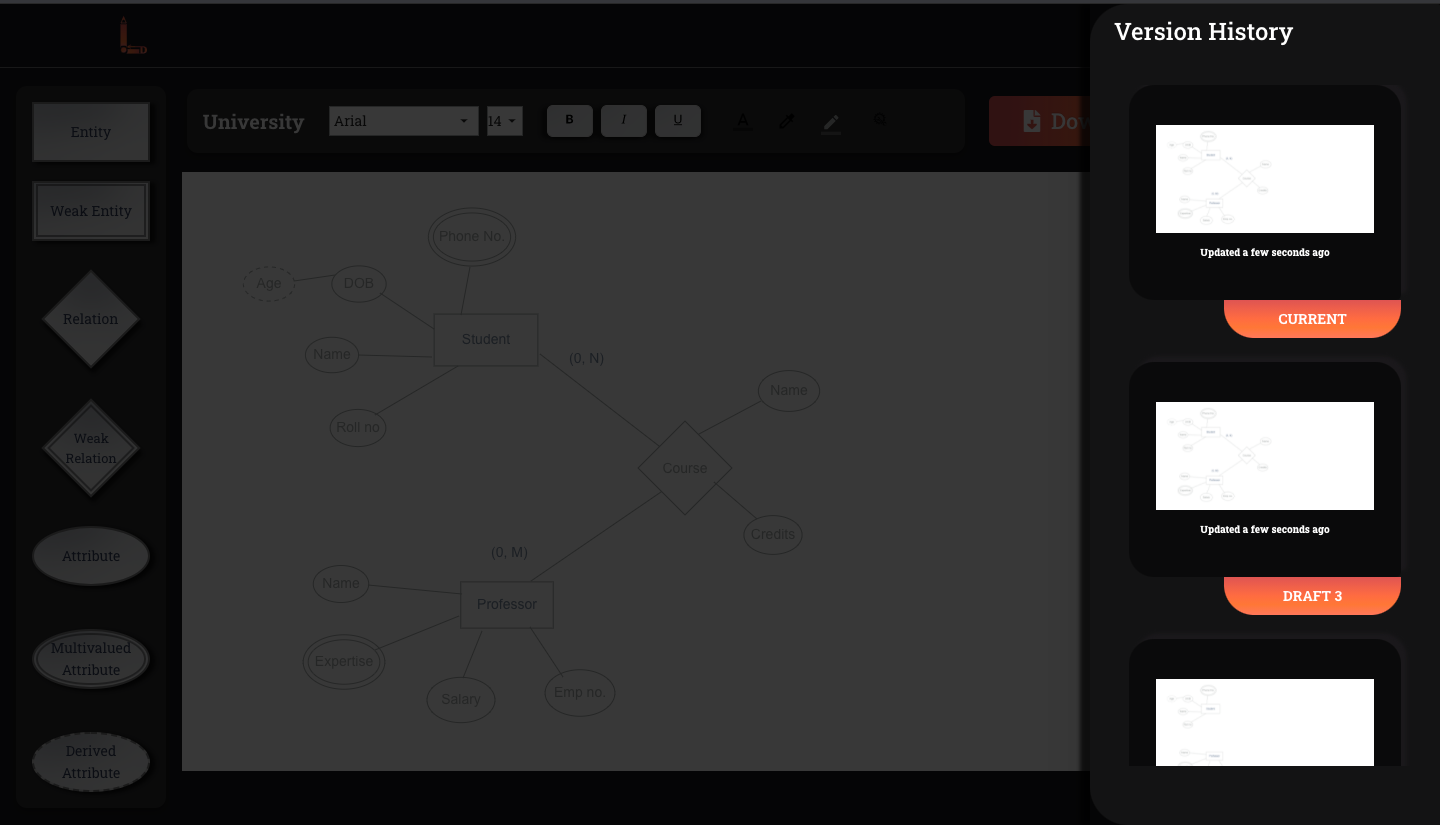 Version History
University
Arial
14
B
I
U
A
Dow
Entity
Weak Entity
Relation
Weak
Relation
Attribute
Multivalued
Attribute
Derived
Attribute
Phone No.
Age
DOB
Student
Name
(0, N)
Roll no
Name
Course
Credits
(0, M)
Name
Professor
Expertise
Salary
Emp no.
Updated a few seconds ago
CURRENT
Updated a few seconds ago
DRAFT 3